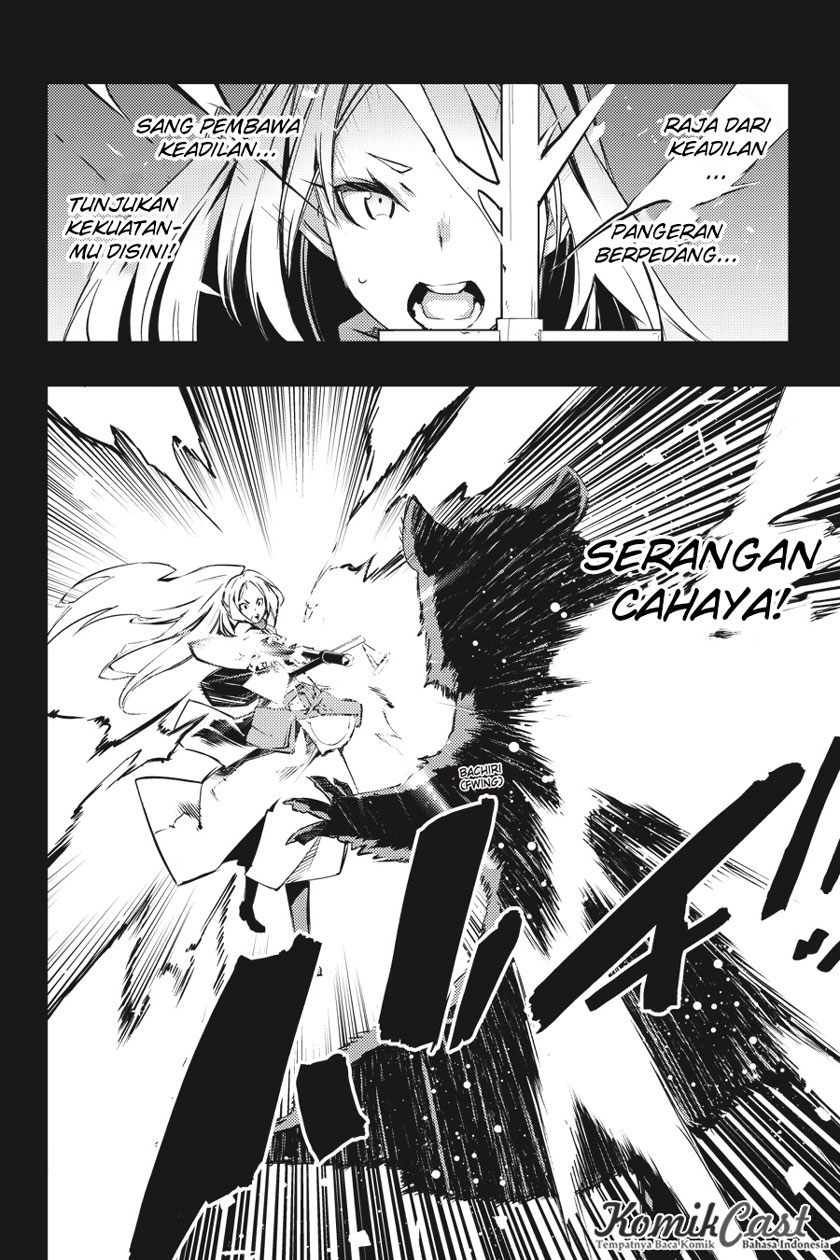 RAJA DARI
KEADILAN
...
PANGERAN
BERPEDANG...
SANG PEMBAWA
KEADILAN...
TUNJUKAN
KEKUATAN-
MU DISINI!
SERANGAN
CAHAYA!
BACHIRI
(FWING)
KomikCast
Tempatnya Baca Komik Bahasa Indonesia